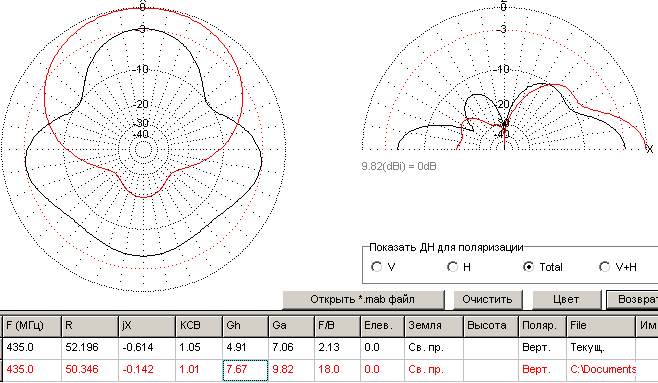 0
-3
-10
-20
-30
-40
0
-3
-10
-20
-30
-40
X
9.82(dBi) = 0dB
Показать ДН для поляризации
V H Total V+H
Открыть *.mab файл Очистить Цвет Возврат
F (МГц) R jX КСВ Gh Ga F/B Елев. Земля Высота Поляр. File Им
435.0 52.196 -0.614 1.05 4.91 7.06 2.13 0.0 Св. пр. Верт. Текущ.
435.0 50.346 -0.142 1.01 7.67 9.82 18.0 0.0 Св. пр. Верт. C:\Documents